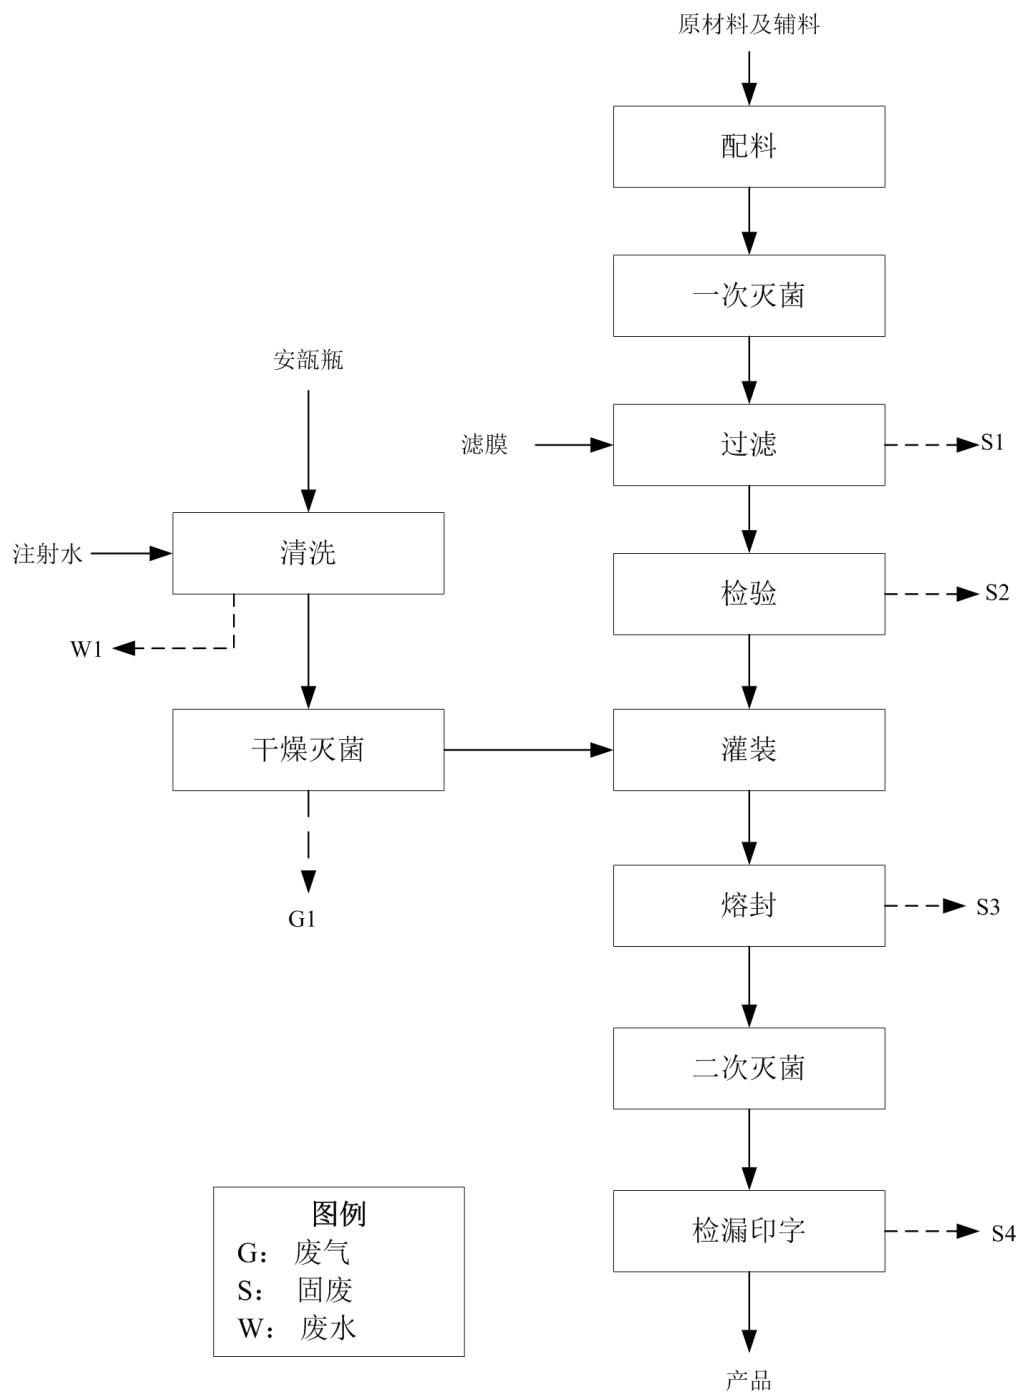 原材料及辅料
配料
一次灭菌
安瓿瓶
滤膜
过滤
S1
注射水
清洗
检验
S2
W1
干燥灭菌
灌装
G1
熔封
S3
二次灭菌
图例
G： 废气
S： 固废
W： 废水
检漏印字
S4
产品